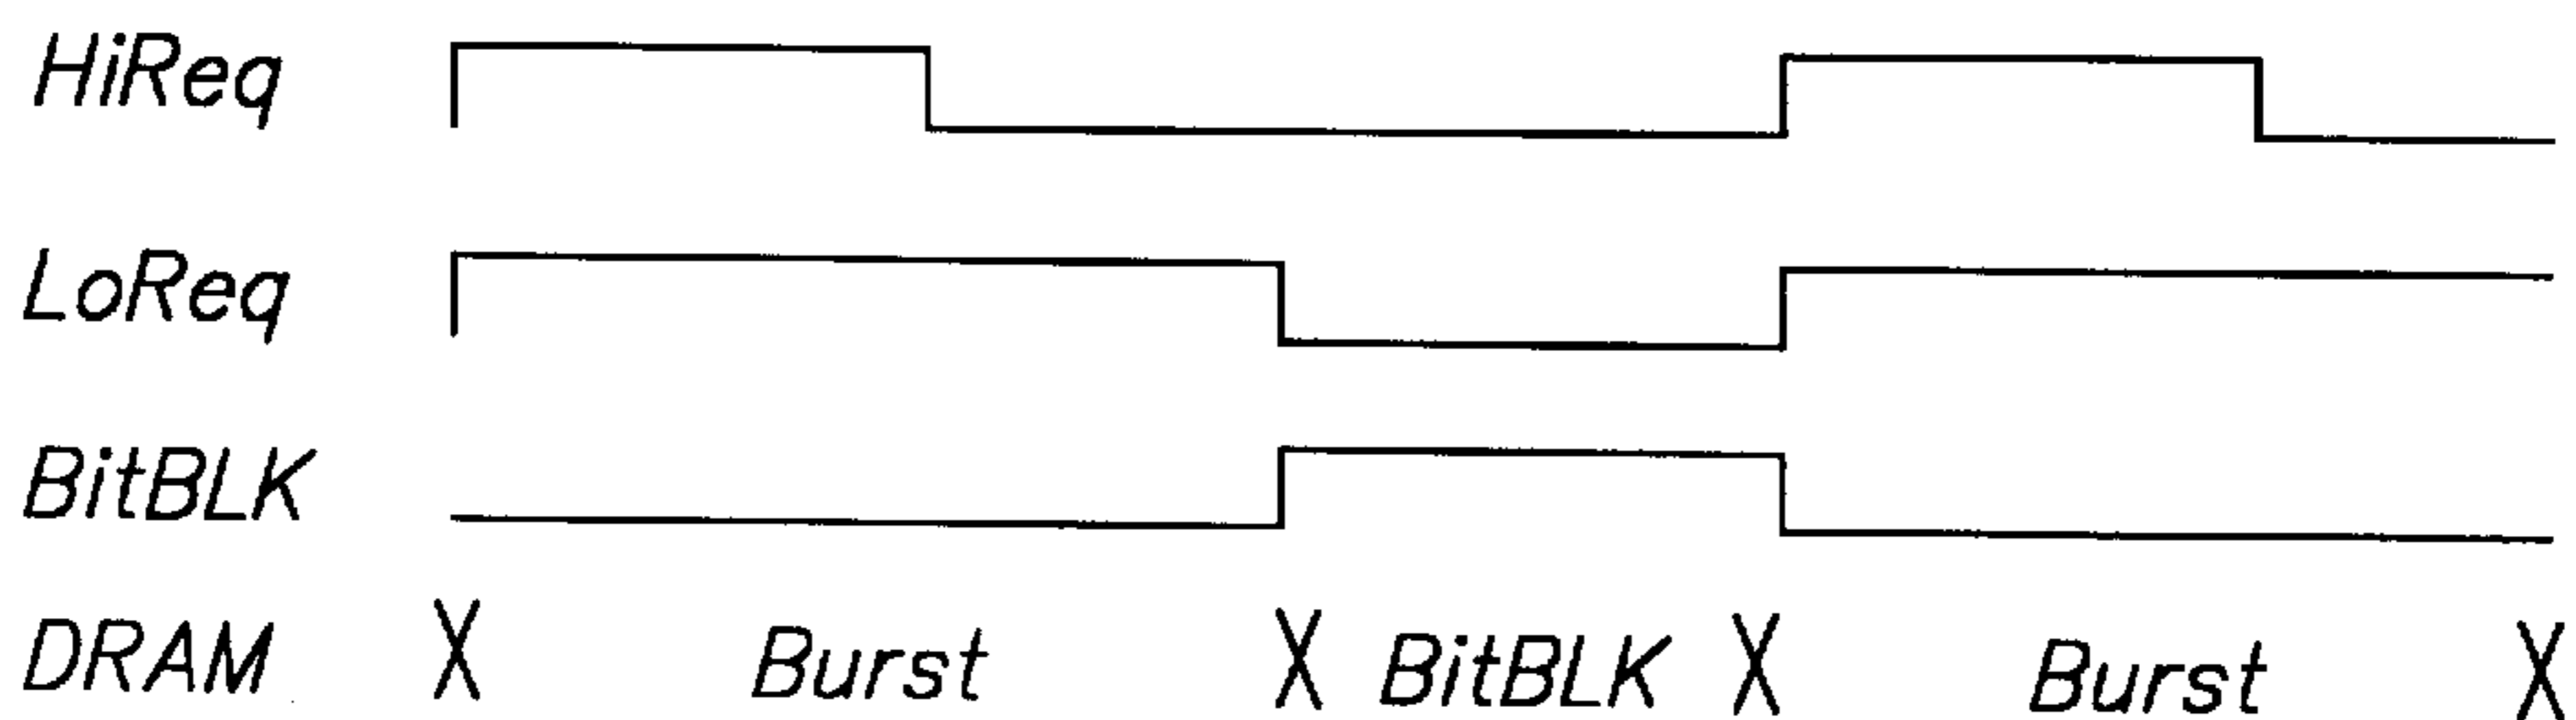 HiReq
LoReq
BitBLK
DRAM X Burst X BitBLK X Burst X